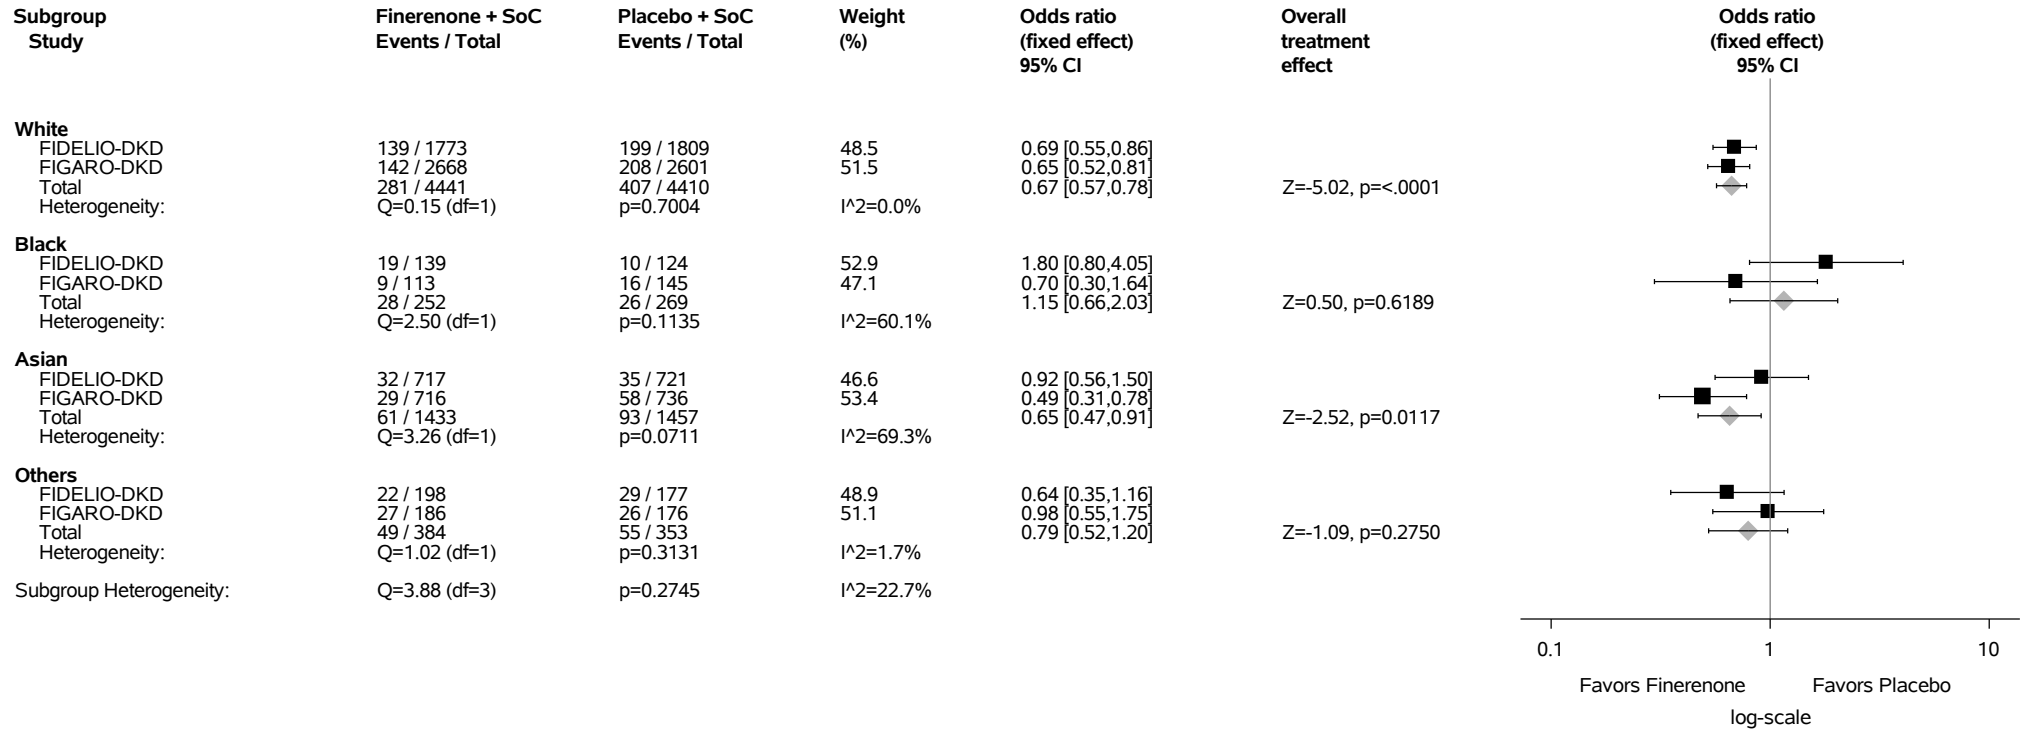 Subgroup Finerenone + SoC Placebo + SoC Weight Odds ratio Overall Odds ratio
Study Events / Total Events / Total (%) (fixed effect) treatment (fixed effect)
95% CI effect 95% CI
White
FIDELIO-DKD 139 / 1773 199 / 1809 48.5 0.69 [0.55,0.86]
FIGARO-DKD 142 / 2668 208 / 2601 51.5 0.65 [0.52,0.81]
Total 281 / 4441 407 / 4410 0.67 [0.57,0.78] Z=-5.02, p=<.0001
Heterogeneity: Q=0.15 (df=1) p=0.7004 I^2=0.0%
Black
FIDELIO-DKD 19 / 139 10 / 124 52.9 1.80 [0.80,4.05]
FIGARO-DKD 9 / 113 16 / 145 47.1 0.70 [0.30,1.64]
Total 28 / 252 26 / 269 1.15 [0.66,2.03] Z=0.50, p=0.6189
Heterogeneity: Q=2.50 (df=1) p=0.1135 I^2=60.1%
Asian
FIDELIO-DKD 32 / 717 35 / 721 46.6 0.92 [0.56,1.50]
FIGARO-DKD 29 / 716 58 / 736 53.4 0.49 [0.31,0.78]
Total 61 / 1433 93 / 1457 0.65 [0.47,0.91] Z=-2.52, p=0.0117
Heterogeneity: Q=3.26 (df=1) p=0.0711 I^2=69.3%
Others
FIDELIO-DKD 22 / 198 29 / 177 48.9 0.64 [0.35,1.16]
FIGARO-DKD 27 / 186 26 / 176 51.1 0.98 [0.55,1.75]
Total 49 / 384 55 / 353 0.79 [0.52,1.20] Z=-1.09, p=0.2750
Heterogeneity: Q=1.02 (df=1) p=0.3131 I^2=1.7%
Subgroup Heterogeneity: Q=3.88 (df=3) p=0.2745 I^2=22.7%
0.1 1 10
Favors Finerenone Favors Placebo
log-scale